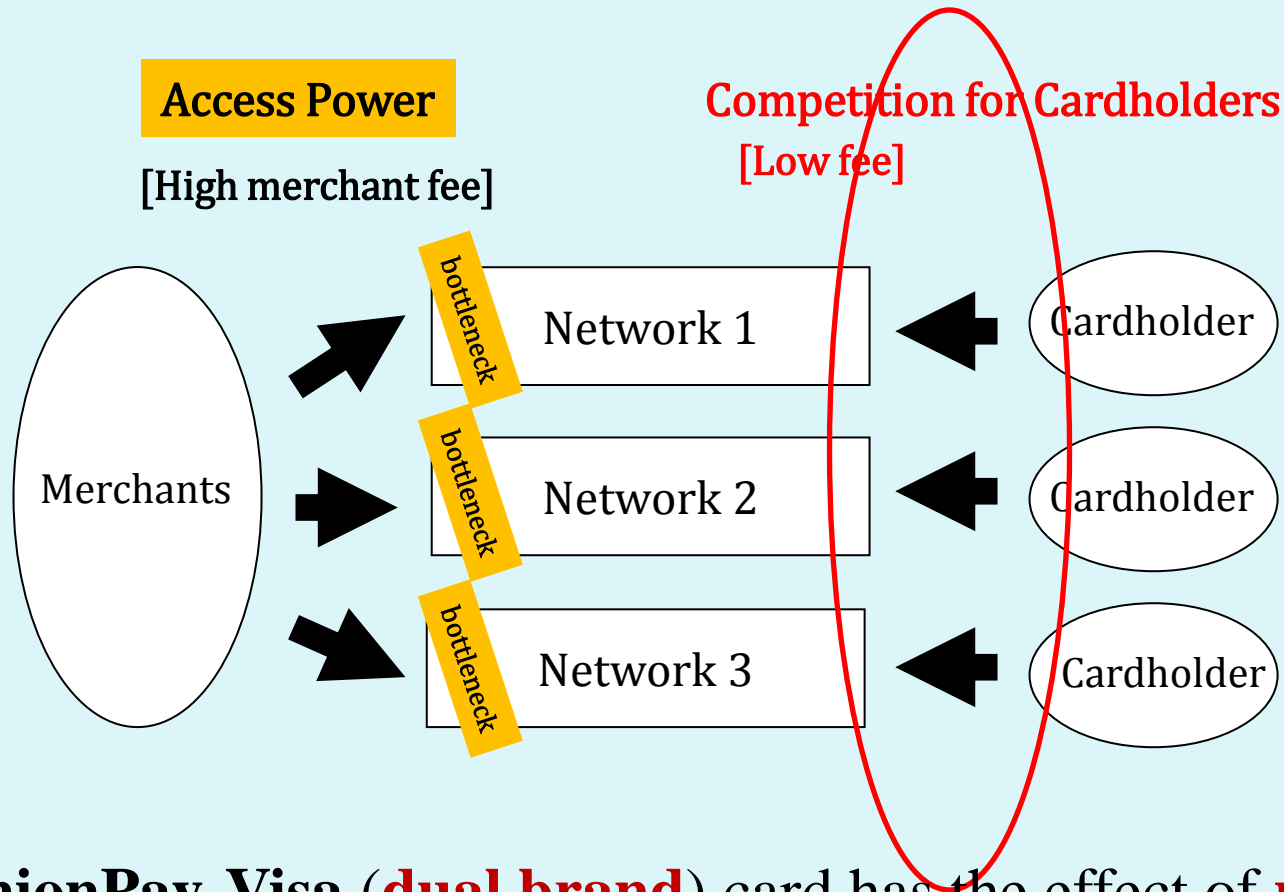 Access Power
Competition for Cardholders
[Low fee]
[High merchant fee]
bottleneck
Network 1
Cardholder
bottleneck
Merchants
Network 2
Cardholder
bottleneck
Network 3
Cardholder
Visa (dual brand) card has the effect of